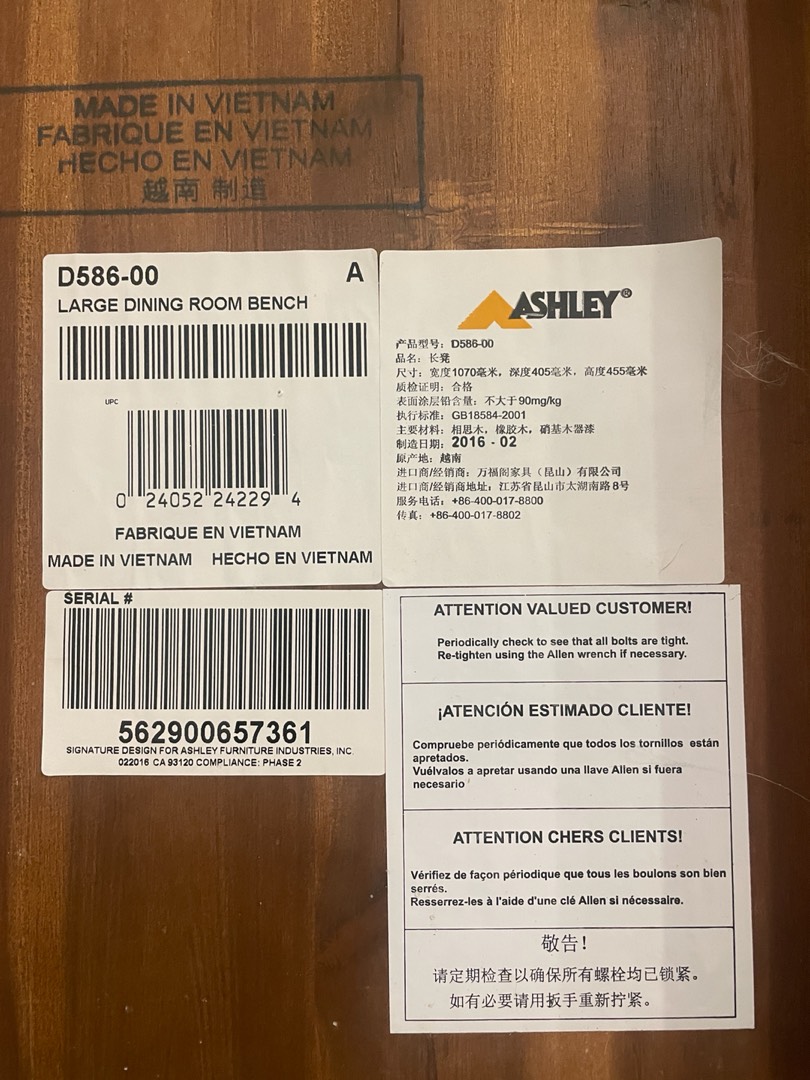 MADE IN VIETNAM
FABRIQUE EN VIETNAM
HECHO EN VIETNAM
越南 制造
D586-00 A
LARGE DINING ROOM BENCH
UPC
0 24052 24229 4
FABRIQUE EN VIETNAM
MADE IN VIETNAM HECHO EN VIETNAM
ASHLEY®
产品型号：D586-00
品名：长凳
尺寸：宽度1070毫米，深度405毫米，高度455毫米
质检证明：合格
表面涂层铅含量：不大于90mg/kg
执行标准：GB18584-2001
主要材料：相思木，橡胶木，硝基木器漆
制造日期：2016 - 02
原产地：越南
进口商/经销商：万福阁家具（昆山）有限公司
进口商/经销商地址：江苏省昆山市太湖南路8号
服务电话：+86-400-017-8800
传真：+86-400-017-8802
SERIAL #
562900657361
SIGNATURE DESIGN FOR ASHLEY FURNITURE INDUSTRIES, INC.
022016 CA 93120 COMPLIANCE: PHASE 2
ATTENTION VALUED CUSTOMER!
Periodically check to see that all bolts are tight.
Re-tighten using the Allen wrench if necessary.
¡ATENCIÓN ESTIMADO CLIENTE!
Compruebe periódicamente que todos los tornillos están
apretados.
Vuélvalos a apretar usando una llave Allen si fuera
necesario
ATTENTION CHERS CLIENTS!
Vérifiez de façon périodique que tous les boulons son bien
serrés.
Resserrez-les à l'aide d'une clé Allen si nécessaire.
敬告！
请定期检查以确保所有螺栓均已锁紧。
如有必要请用扳手重新拧紧。